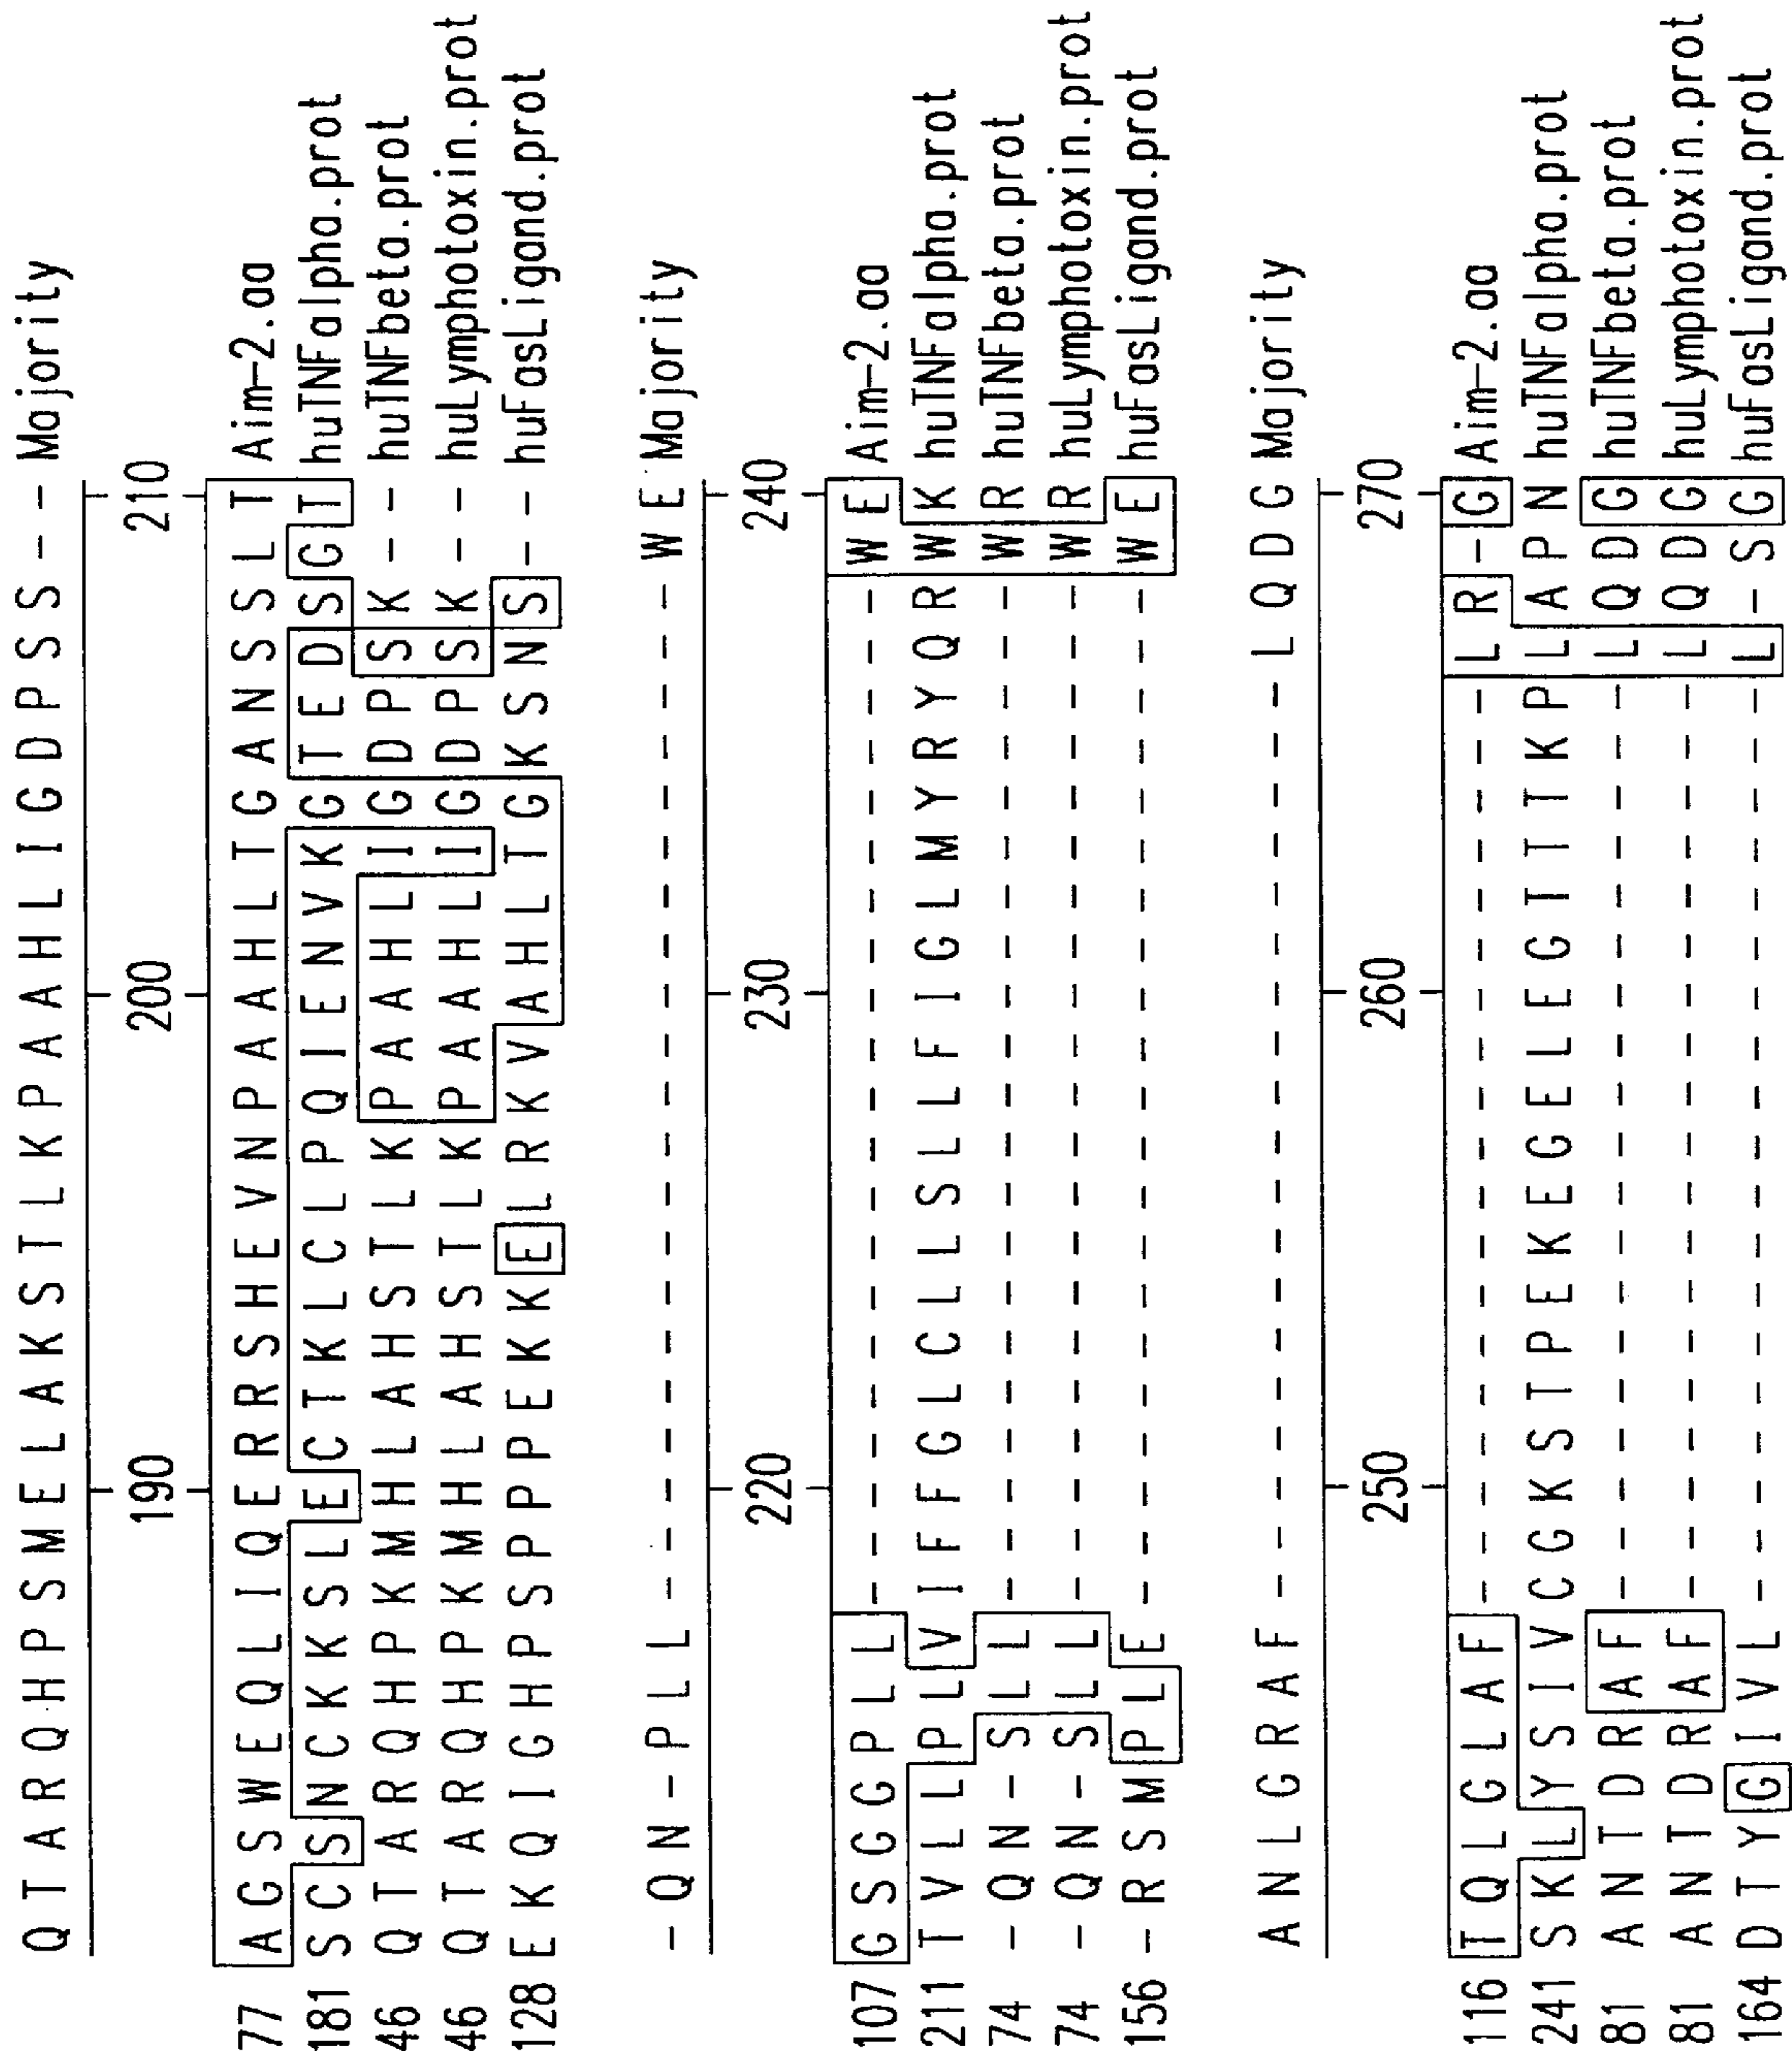 Q T A R Q H P S M E L A K S T L K P A A H L I G D P S S - - Majority
190 200 210
77 A G S W E Q L I Q E R R S H E V N P A A H L T G A N S S L T Aim-2.aa
181 S C S N C K K S L E C T K L C L P Q I E N V K G T E D S G T huTNFalpha.prot
46 Q T A R Q H P K M H L A H S T L K P A A H L I G D P S K - - huTNFbeta.prot
46 Q T A R Q H P K M H L A H S T L K P A A H L I G D P S K - - huLymphotoxin.prot
128 E K Q I G H P S P P P E K K E L R K V A H L T G K S N S - - huFasLigand.prot
- Q N - P L L - - - - - - - - - - - - - - - - - - - - - W E Majority
220 230 240
107 G S G G P L L - - - - - - - - - - - - - - - - - - - - - W E Aim-2.aa
211 T V L L P L V I F F G L C L L S L L F I G L M Y R Y Q R W K huTNFalpha.prot
74 - Q N - S L L - - - - - - - - - - - - - - - - - - - - - W R huTNFbeta.prot
74 - Q N - S L L - - - - - - - - - - - - - - - - - - - - - W R huLymphotoxin.prot
156 - R S M P L E - - - - - - - - - - - - - - - - - - - - - W E huFasLigand.prot
A N L G R A F - - - - - - - - - - - - - - - - - - - L Q D G Majority
250 260 270
116 T Q L G L A F - - - - - - - - - - - - - - - - - - - L R - G Aim-2.aa
241 S K L Y S I V C G K S T P E K E G E L E G T T T K P L A P N huTNFalpha.prot
81 A N T D R A F - - - - - - - - - - - - - - - - - - - L Q D G huTNFbeta.prot
81 A N T D R A F - - - - - - - - - - - - - - - - - - - L Q D G huLymphotoxin.prot
164 D T Y G I V L - - - - - - - - - - - - - - - - - - - L - S G huFasLigand.prot